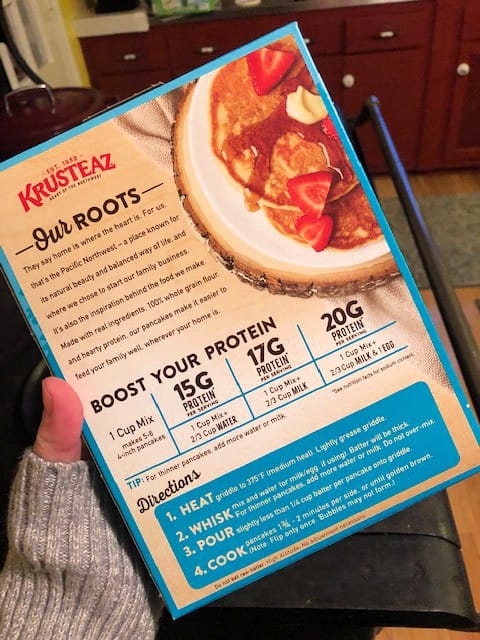 EST. 1932
KRUSTEAZ
HEART OF THE NORTHWEST
Our ROOTS
They say home is where the heart is. For us,
that's the Pacific Northwest – a place known for
its natural beauty and balanced way of life, and
where we chose to start our family business.
It's also the inspiration behind the food we make.
Made with real ingredients, 100% whole grain flour,
and hearty protein, our pancakes make it easier to
feed your family well, wherever your home is.
BOOST YOUR PROTEIN
1 Cup Mix
makes 5-6
4-inch pancakes
15G
PROTEIN*
PER SERVING
1 Cup Mix+
2/3 Cup WATER
17G
PROTEIN*
PER SERVING
1 Cup Mix+
2/3 Cup MILK
20G
PROTEIN*
PER SERVING
1 Cup Mix+
2/3 Cup MILK & 1 EGG
*See nutrition facts for sodium content.
TIP: For thinner pancakes, add more water or milk.
Directions
1. HEAT griddle to 375°F (medium heal). Lightly grease griddle.
2. WHISK mix and water (or milk/egg, if using). Batter will be thick.
For thinner pancakes, add more water or milk. Do not over-mix.
3. POUR slightly less than 1/4 cup batter per pancake onto griddle.
4. COOK pancakes 1¾ - 2 minutes per side, or until golden brown.
(Note: Flip only once. Bubbles may not form.)
Do not eat raw batter. High Altitude: No adjustment necessary.